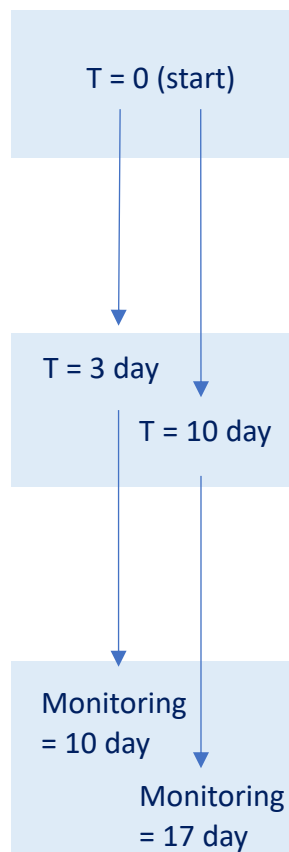 T = 0 (start)
T = 3 day
T = 10 day
Monitoring
= 10 day
Monitoring
= 17 day